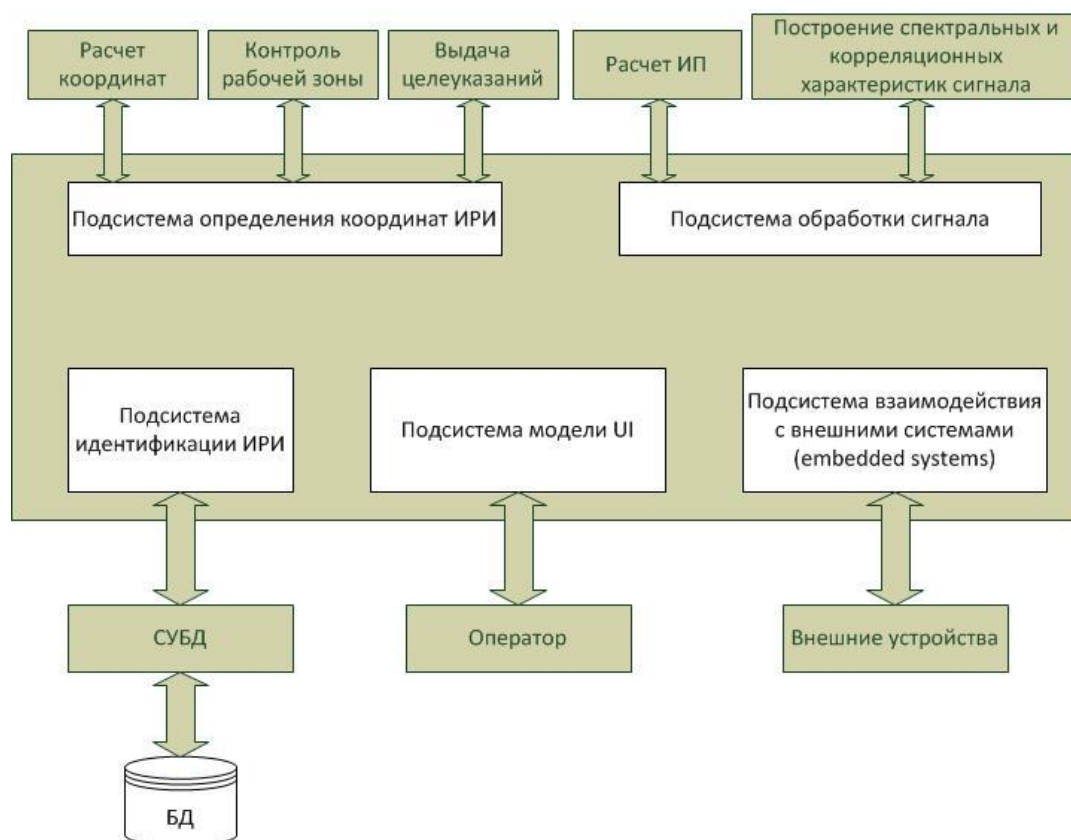 Расчет
координат
Контроль
рабочей зоны
Выдача
целеуказаний
Расчет ИП
Построение спектральных и
корреляционных
характеристик сигнала
Подсистема определения координат ИРИ
Подсистема обработки сигнала
Подсистема
идентификации ИРИ
Подсистема модели UI
Подсистема взаимодействия
с внешними системами
(embedded systems)
СУБД
Оператор
Внешние устройства
БД